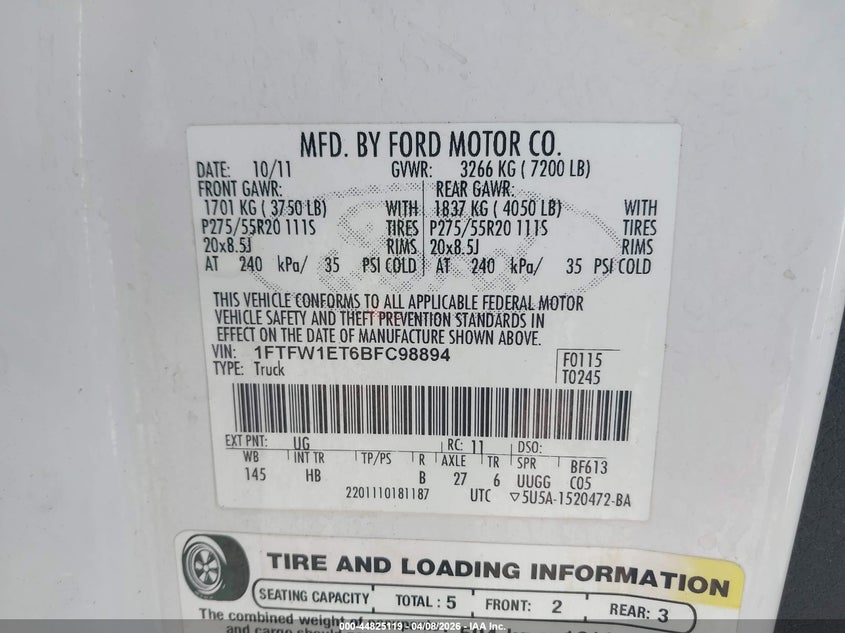 MFD. BY FORD MOTOR CO.
DATE: 10/11 GVWR: 3266 KG ( 7200 LB)
FRONT GAWR: REAR GAWR:
1701 KG ( 3750 LB) WITH 1837 KG ( 4050 LB) WITH
P275/55R20 111S TIRES P275/55R20 111S TIRES
20x8.5J RIMS 20x8.5J RIMS
AT 240 kPa/ 35 PSI COLD AT 240 kPa/ 35 PSI COLD
THIS VEHICLE CONFORMS TO ALL APPLICABLE FEDERAL MOTOR
VEHICLE SAFETY AND THEFT PREVENTION STANDARDS IN
EFFECT ON THE DATE OF MANUFACTURE SHOWN ABOVE.
VIN: 1FTFW1ET6BFC98894 F0115
TYPE: Truck T0245
EXT PNT: UG RC: 11 DSO:
WB INT TR TP/PS R AXLE TR SPR BF613
145 HB B 27 6 UUGG C05
2201110181187 UTC ▽5U5A-1520472-BA
TIRE AND LOADING INFORMATION
SEATING CAPACITY TOTAL : 5 FRONT: 2 REAR: 3
The combined weight
000-44825119 - 04/08/2026 - IAA, Inc.